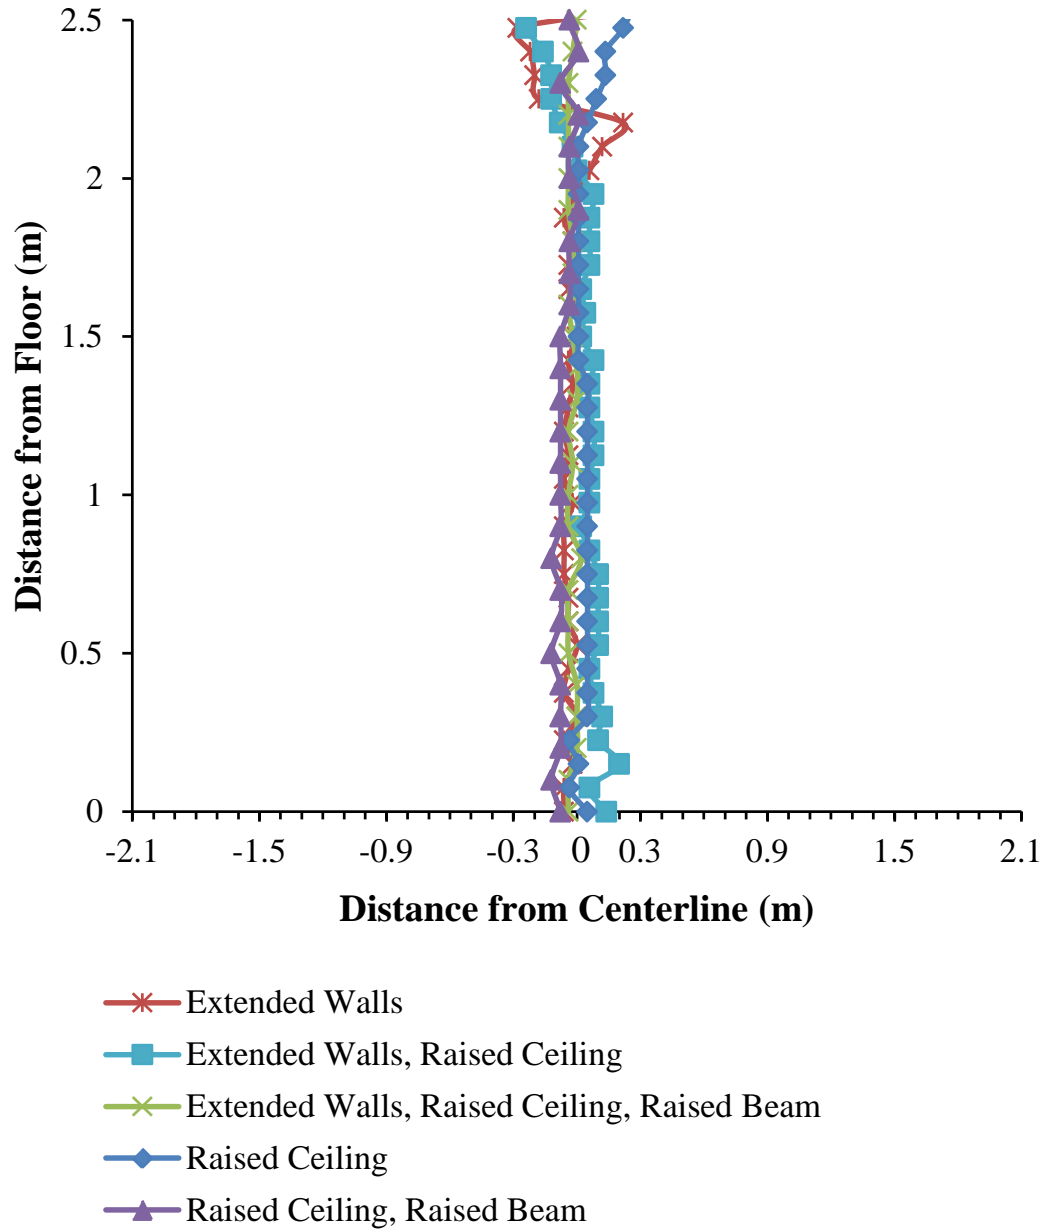 2.5
2
1.5
1
0.5
0
Distance from Floor (m)
-2.1 -1.5 -0.9 -0.3 0 0.3 0.9 1.5 2.1
Distance from Centerline (m)
Extended Walls
Extended Walls, Raised Ceiling
Extended Walls, Raised Ceiling, Raised Beam
Raised Ceiling
Raised Ceiling, Raised Beam